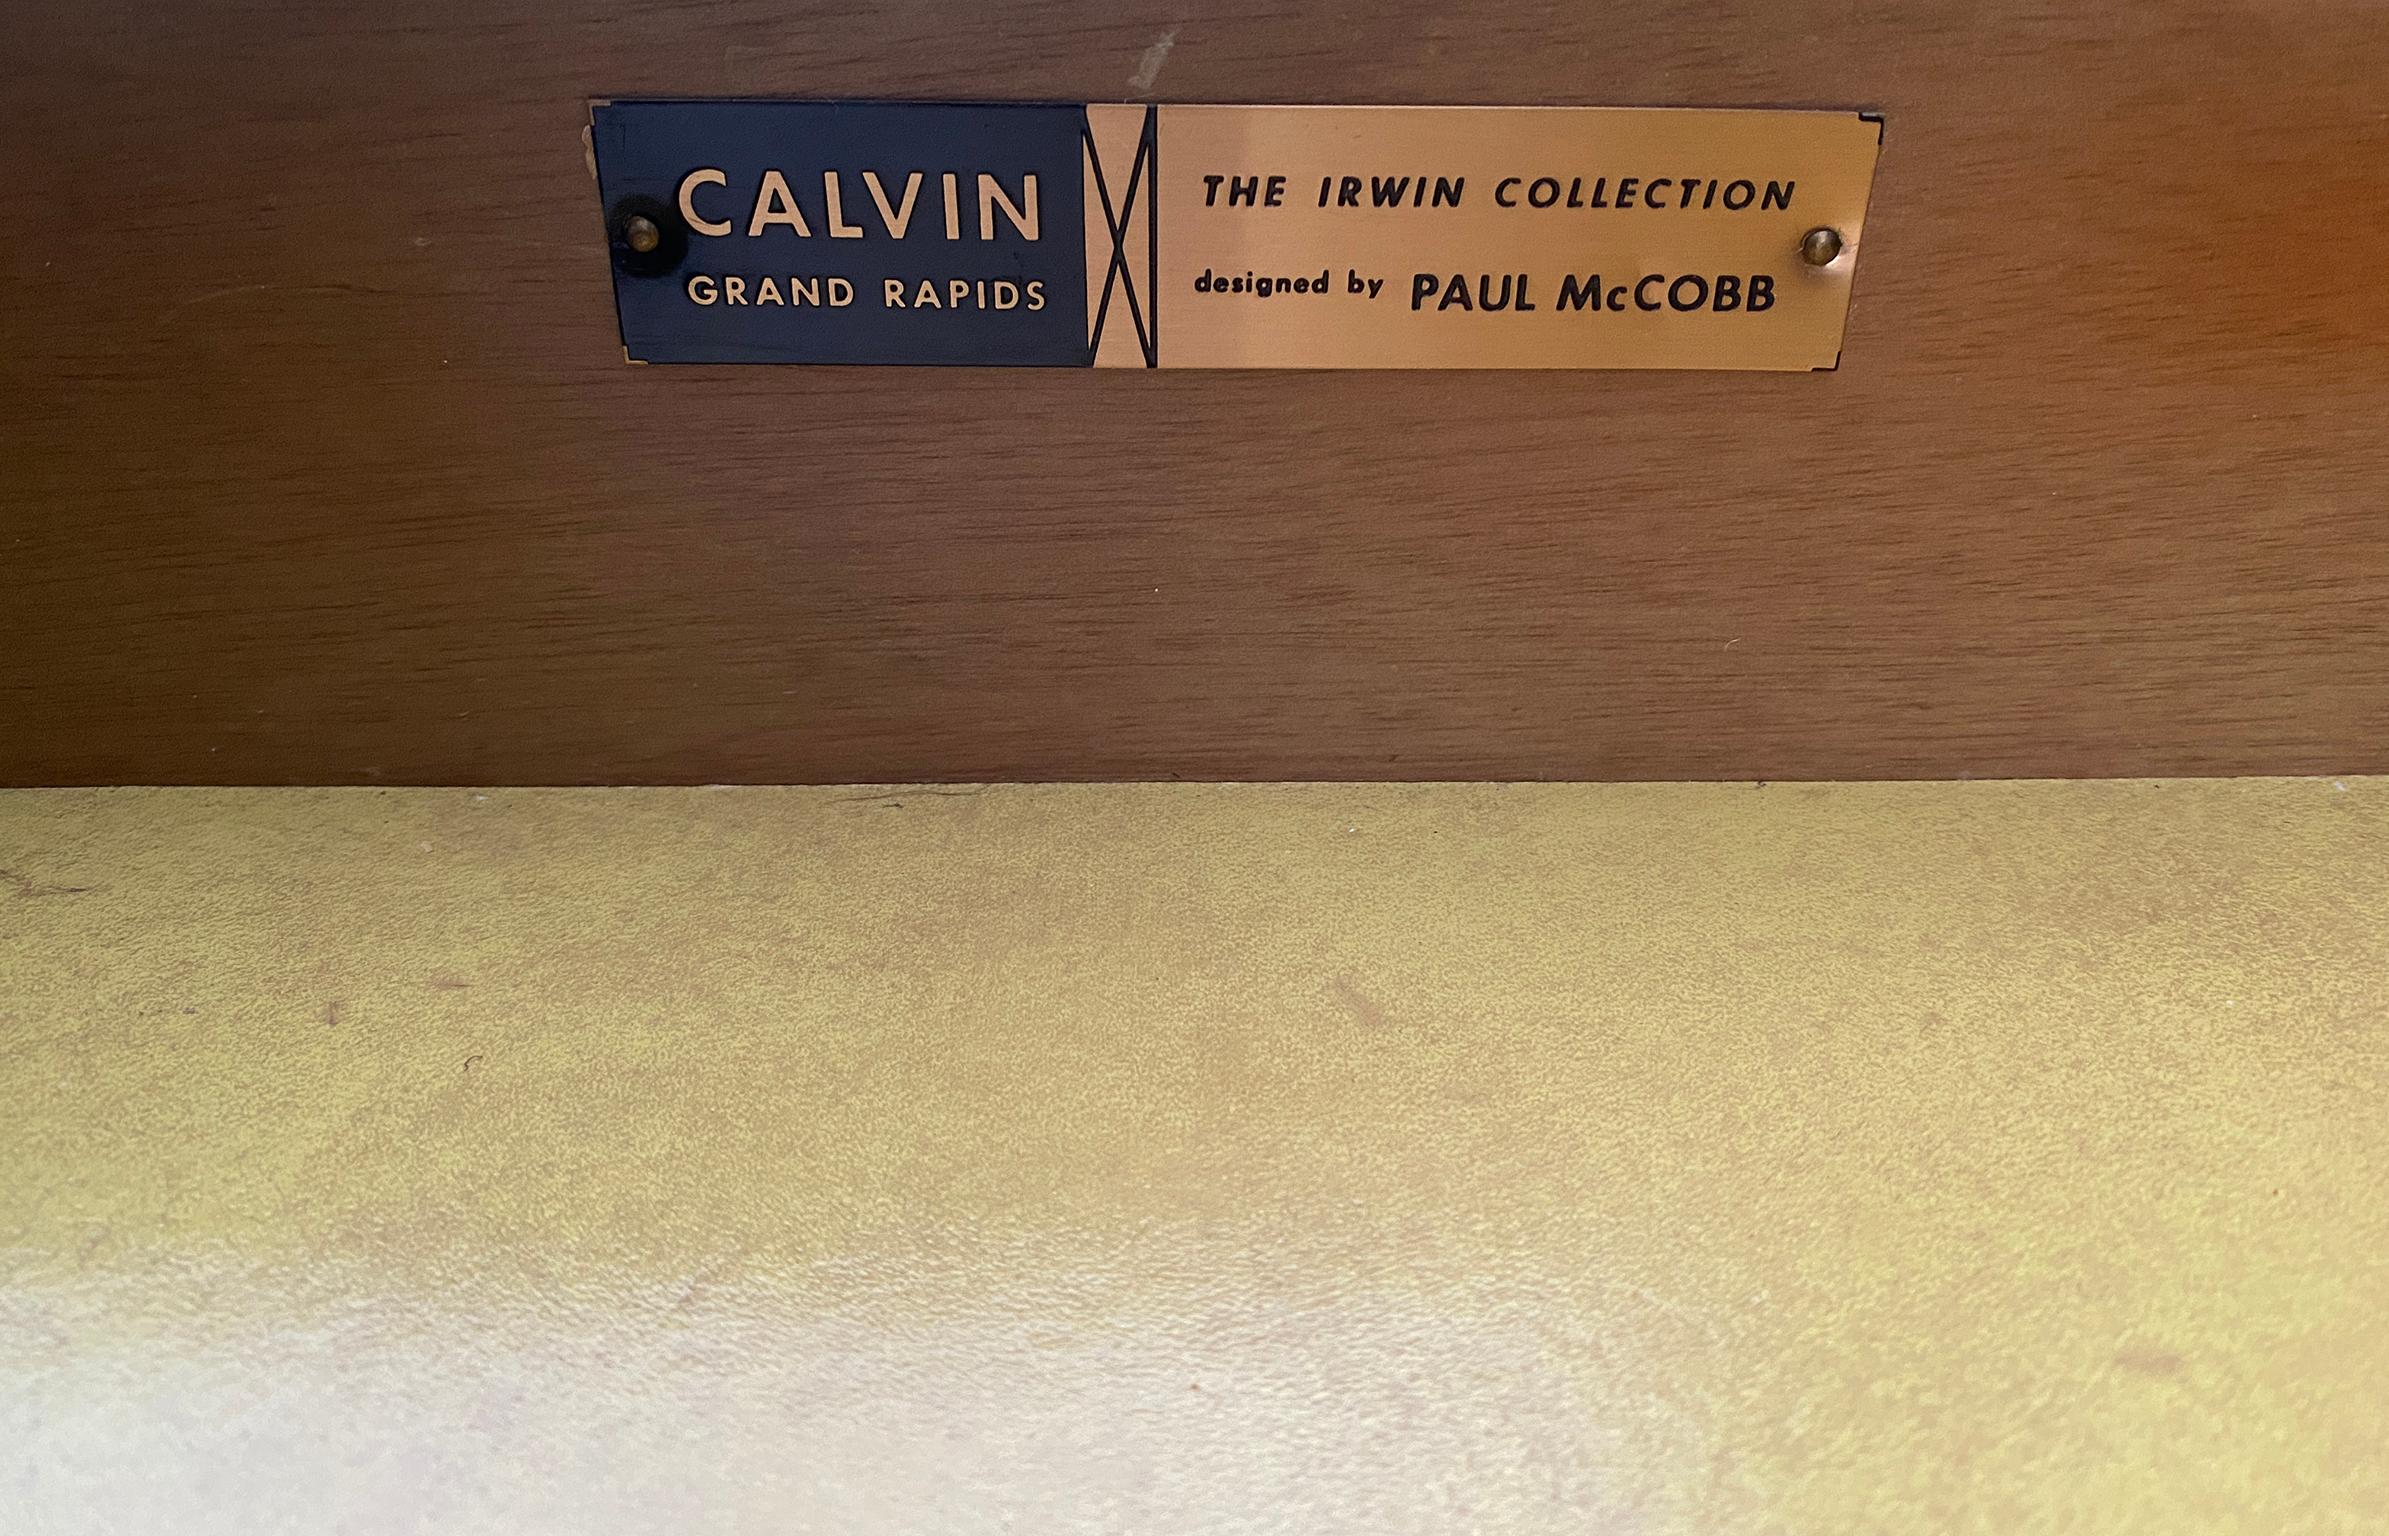 CALVIN
GRAND RAPIDS
THE IRWIN COLLECTION
designed by PAUL McCOBB